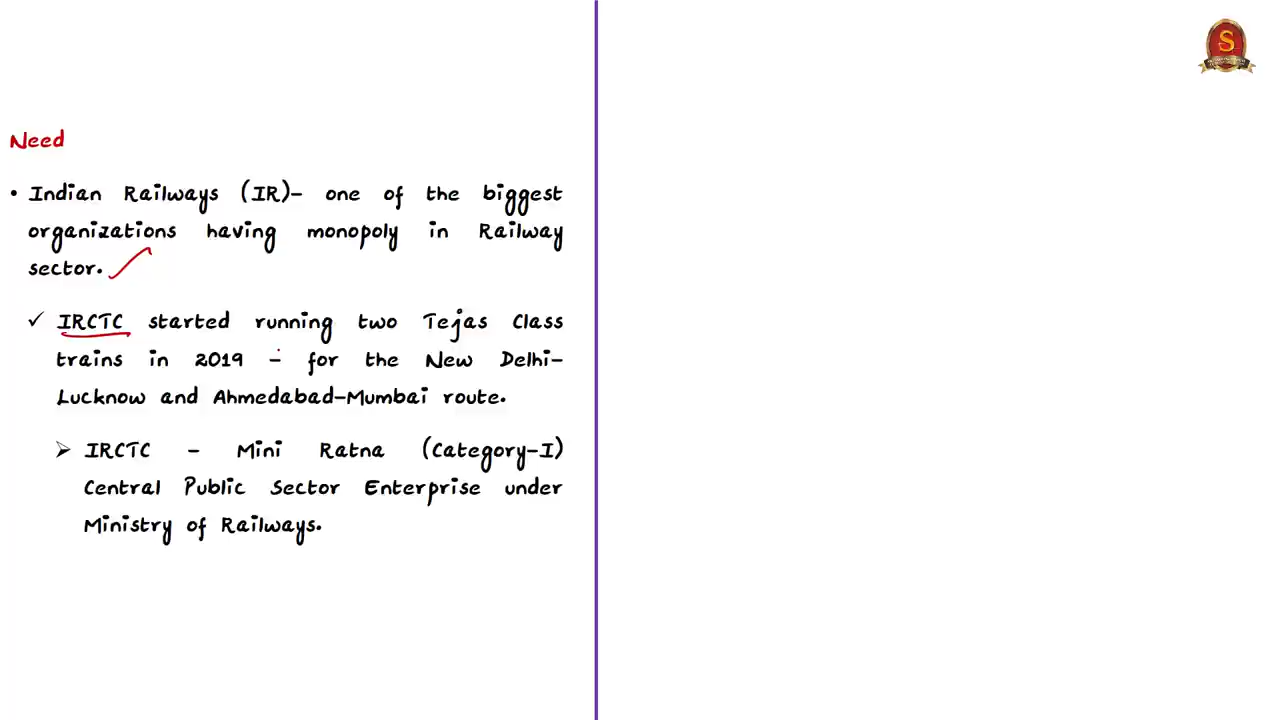 Need
• Indian Railways (IR)- one of the biggest
organizations having monopoly in Railway
sector.
✓ IRCTC started running two Tejas Class
trains in 2019 - for the New Delhi-
Lucknow and Ahmedabad-Mumbai route.
➢ IRCTC - Mini Ratna (Category-I)
Central Public Sector Enterprise under
Ministry of Railways.
S